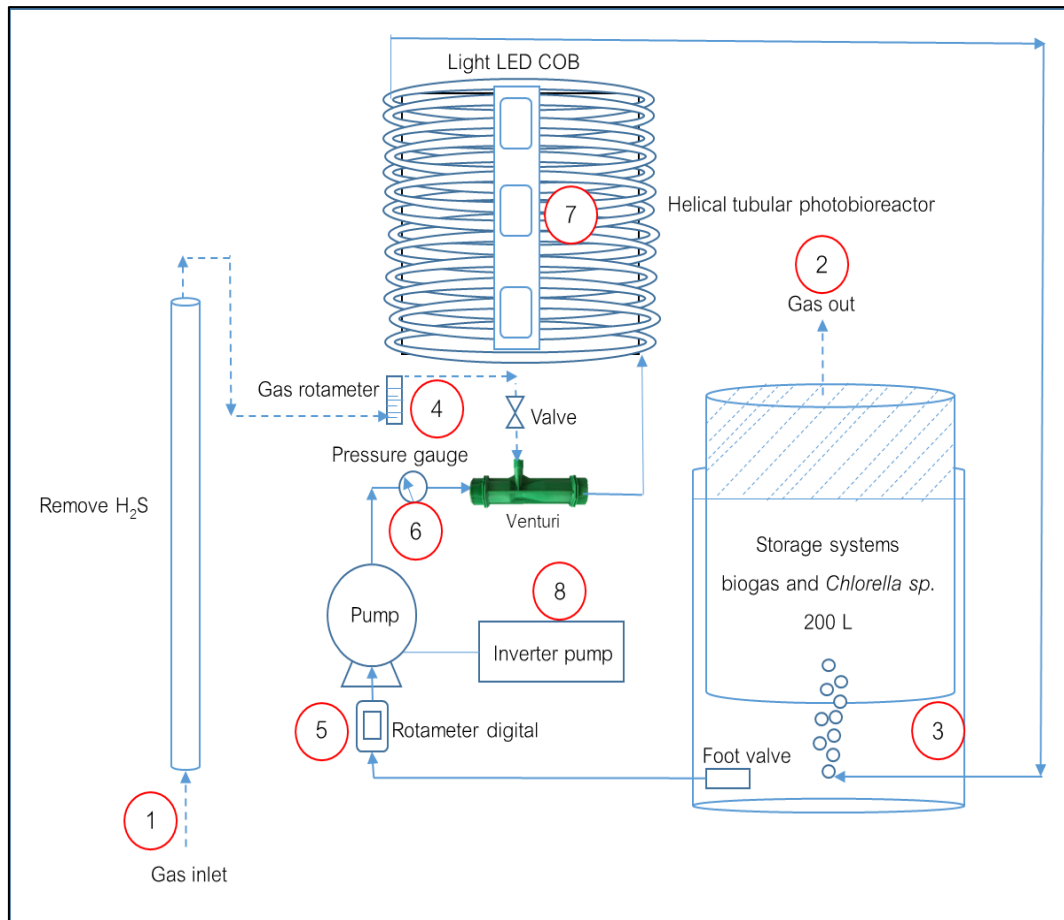 Light LED COB
7
Helical tubular photobioreactor
2
Gas out
Gas rotameter
4
Valve
Pressure gauge
Remove H₂S
6
Venturi
Storage systems
biogas and Chlorella sp.
200 L
8
Pump
Inverter pump
5
Rotameter digital
3
Foot valve
1
Gas inlet